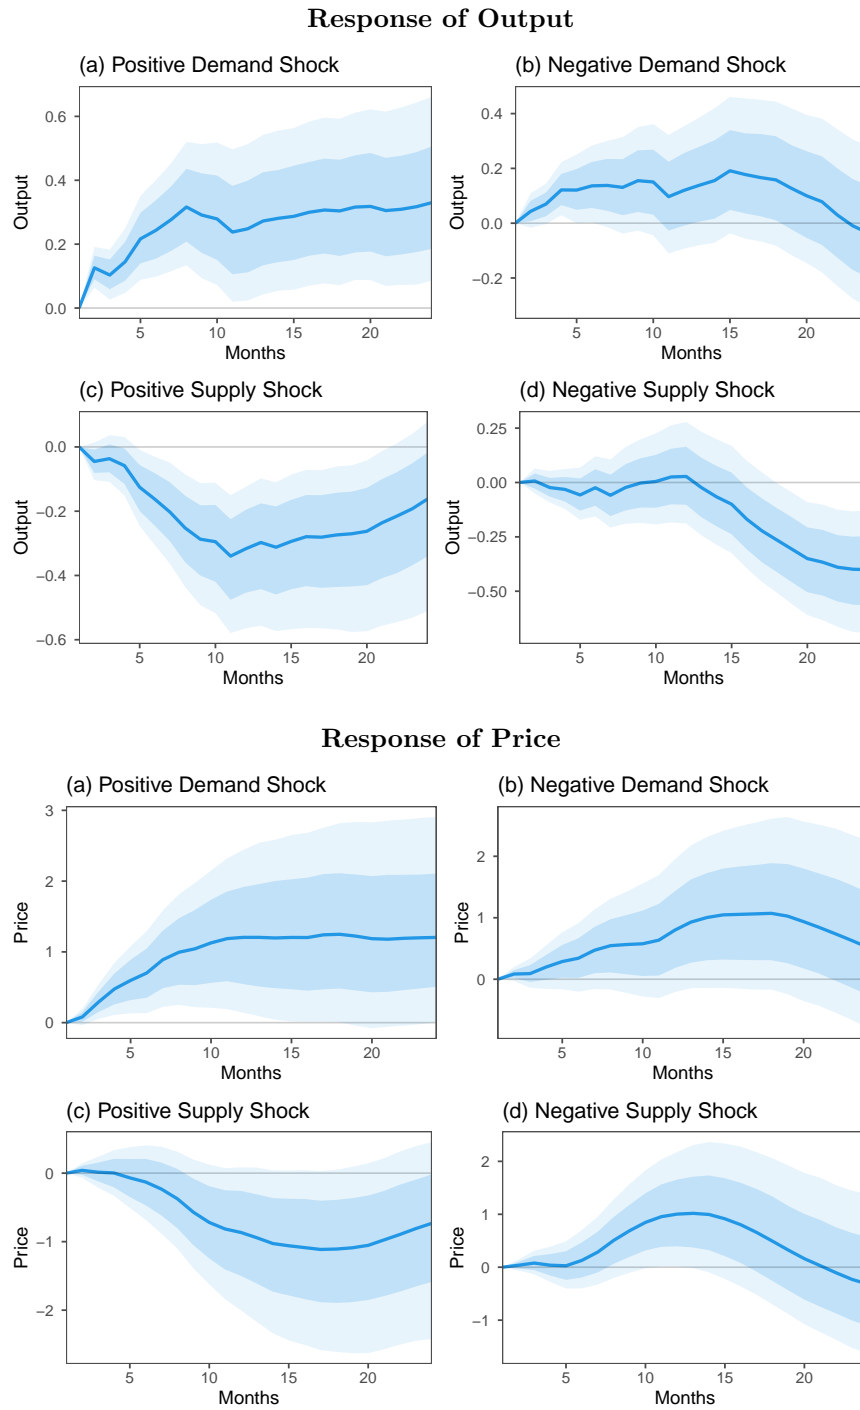 Response of Output
(a) Positive Demand Shock
0.6
0.4
0.2
0.0
Output
5 10 15 20
Months
(b) Negative Demand Shock
0.4
0.2
0.0
−0.2
Output
5 10 15 20
Months
(c) Positive Supply Shock
0.0
−0.2
−0.4
−0.6
Output
5 10 15 20
Months
(d) Negative Supply Shock
0.25
0.00
−0.25
−0.50
Output
5 10 15 20
Months
Response of Price
(a) Positive Demand Shock
3
2
1
0
Price
5 10 15 20
Months
(b) Negative Demand Shock
2
1
0
Price
5 10 15 20
Months
(c) Positive Supply Shock
0
−1
−2
Price
5 10 15 20
Months
(d) Negative Supply Shock
2
1
0
−1
Price
5 10 15 20
Months